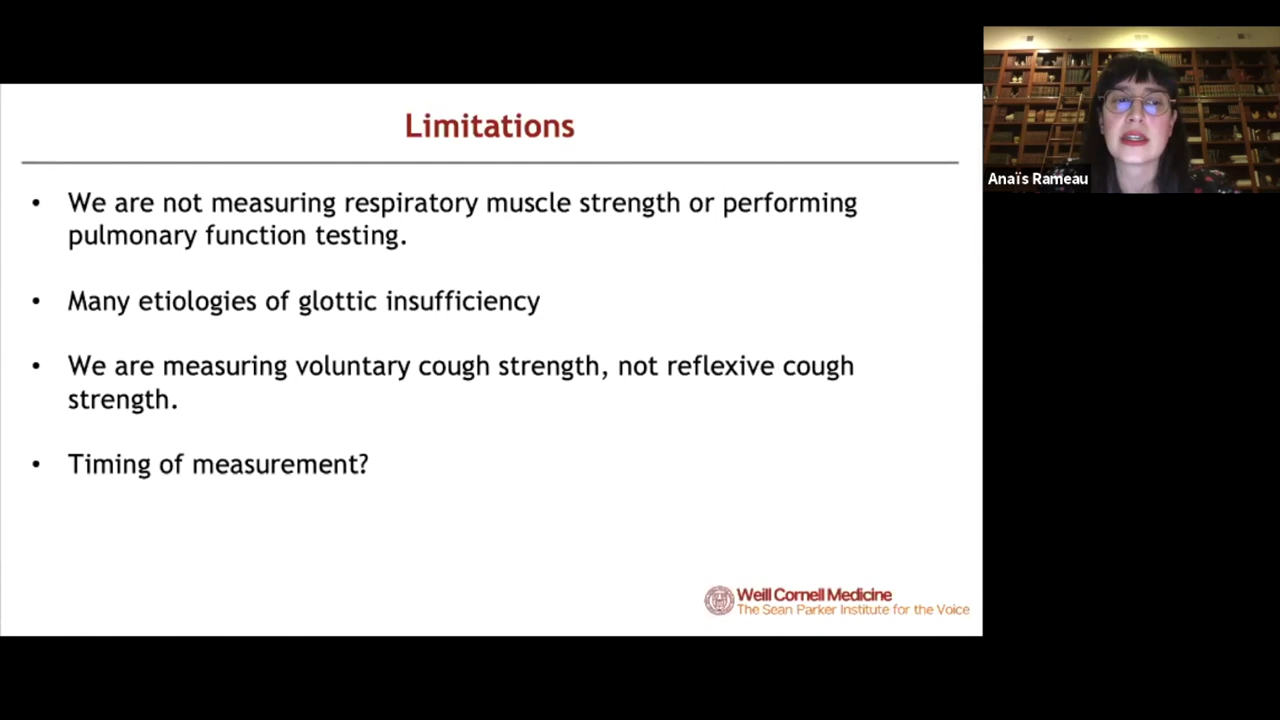 Limitations
• We are not measuring respiratory muscle strength or performing
pulmonary function testing.
• Many etiologies of glottic insufficiency
• We are measuring voluntary cough strength, not reflexive cough
strength.
• Timing of measurement?
Weill Cornell Medicine
The Sean Parker Institute for the Voice
Anaïs Rameau